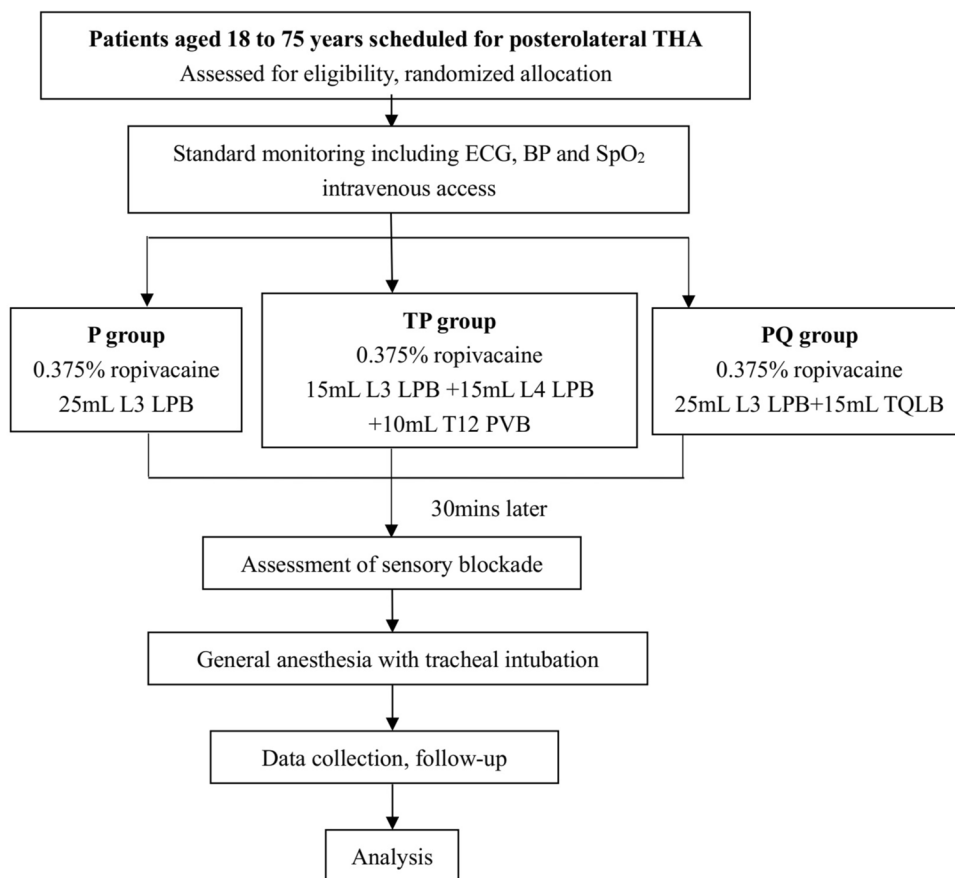 Patients aged 18 to 75 years scheduled for posterolateral THA
Assessed for eligibility, randomized allocation
Standard monitoring including ECG, BP and SpO₂
intravenous access
P group
0.375% ropivacaine
25mL L3 LPB
TP group
0.375% ropivacaine
15mL L3 LPB +15mL L4 LPB
+10mL T12 PVB
PQ group
0.375% ropivacaine
25mL L3 LPB+15mL TQLB
30mins later
Assessment of sensory blockade
General anesthesia with tracheal intubation
Data collection, follow-up
Analysis